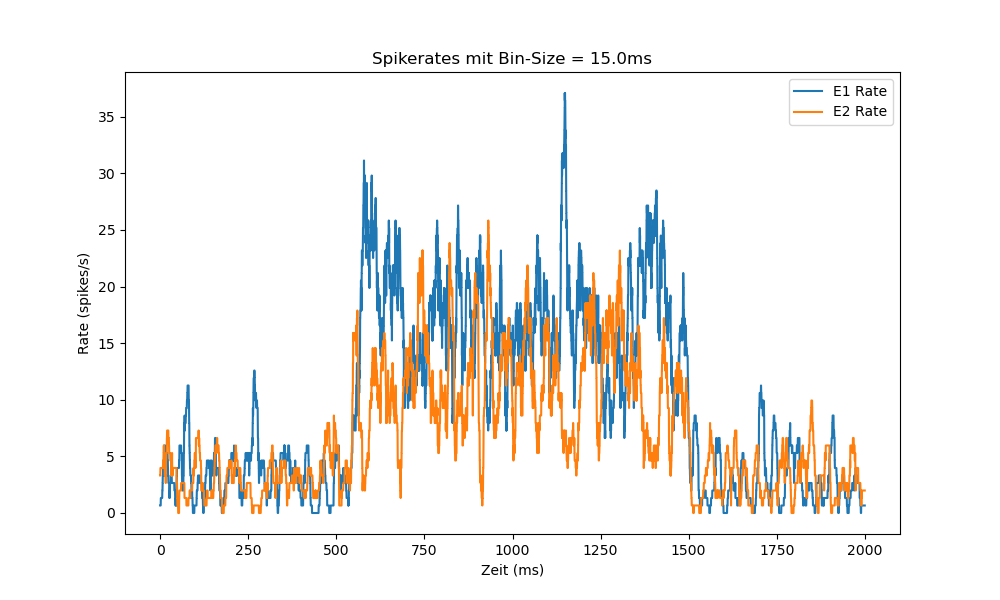 Spikerates mit Bin-Size = 15.0ms
E1 Rate
E2 Rate
35
30
25
20
15
10
5
0
Rate (spikes/s)
0 250 500 750 1000 1250 1500 1750 2000
Zeit (ms)